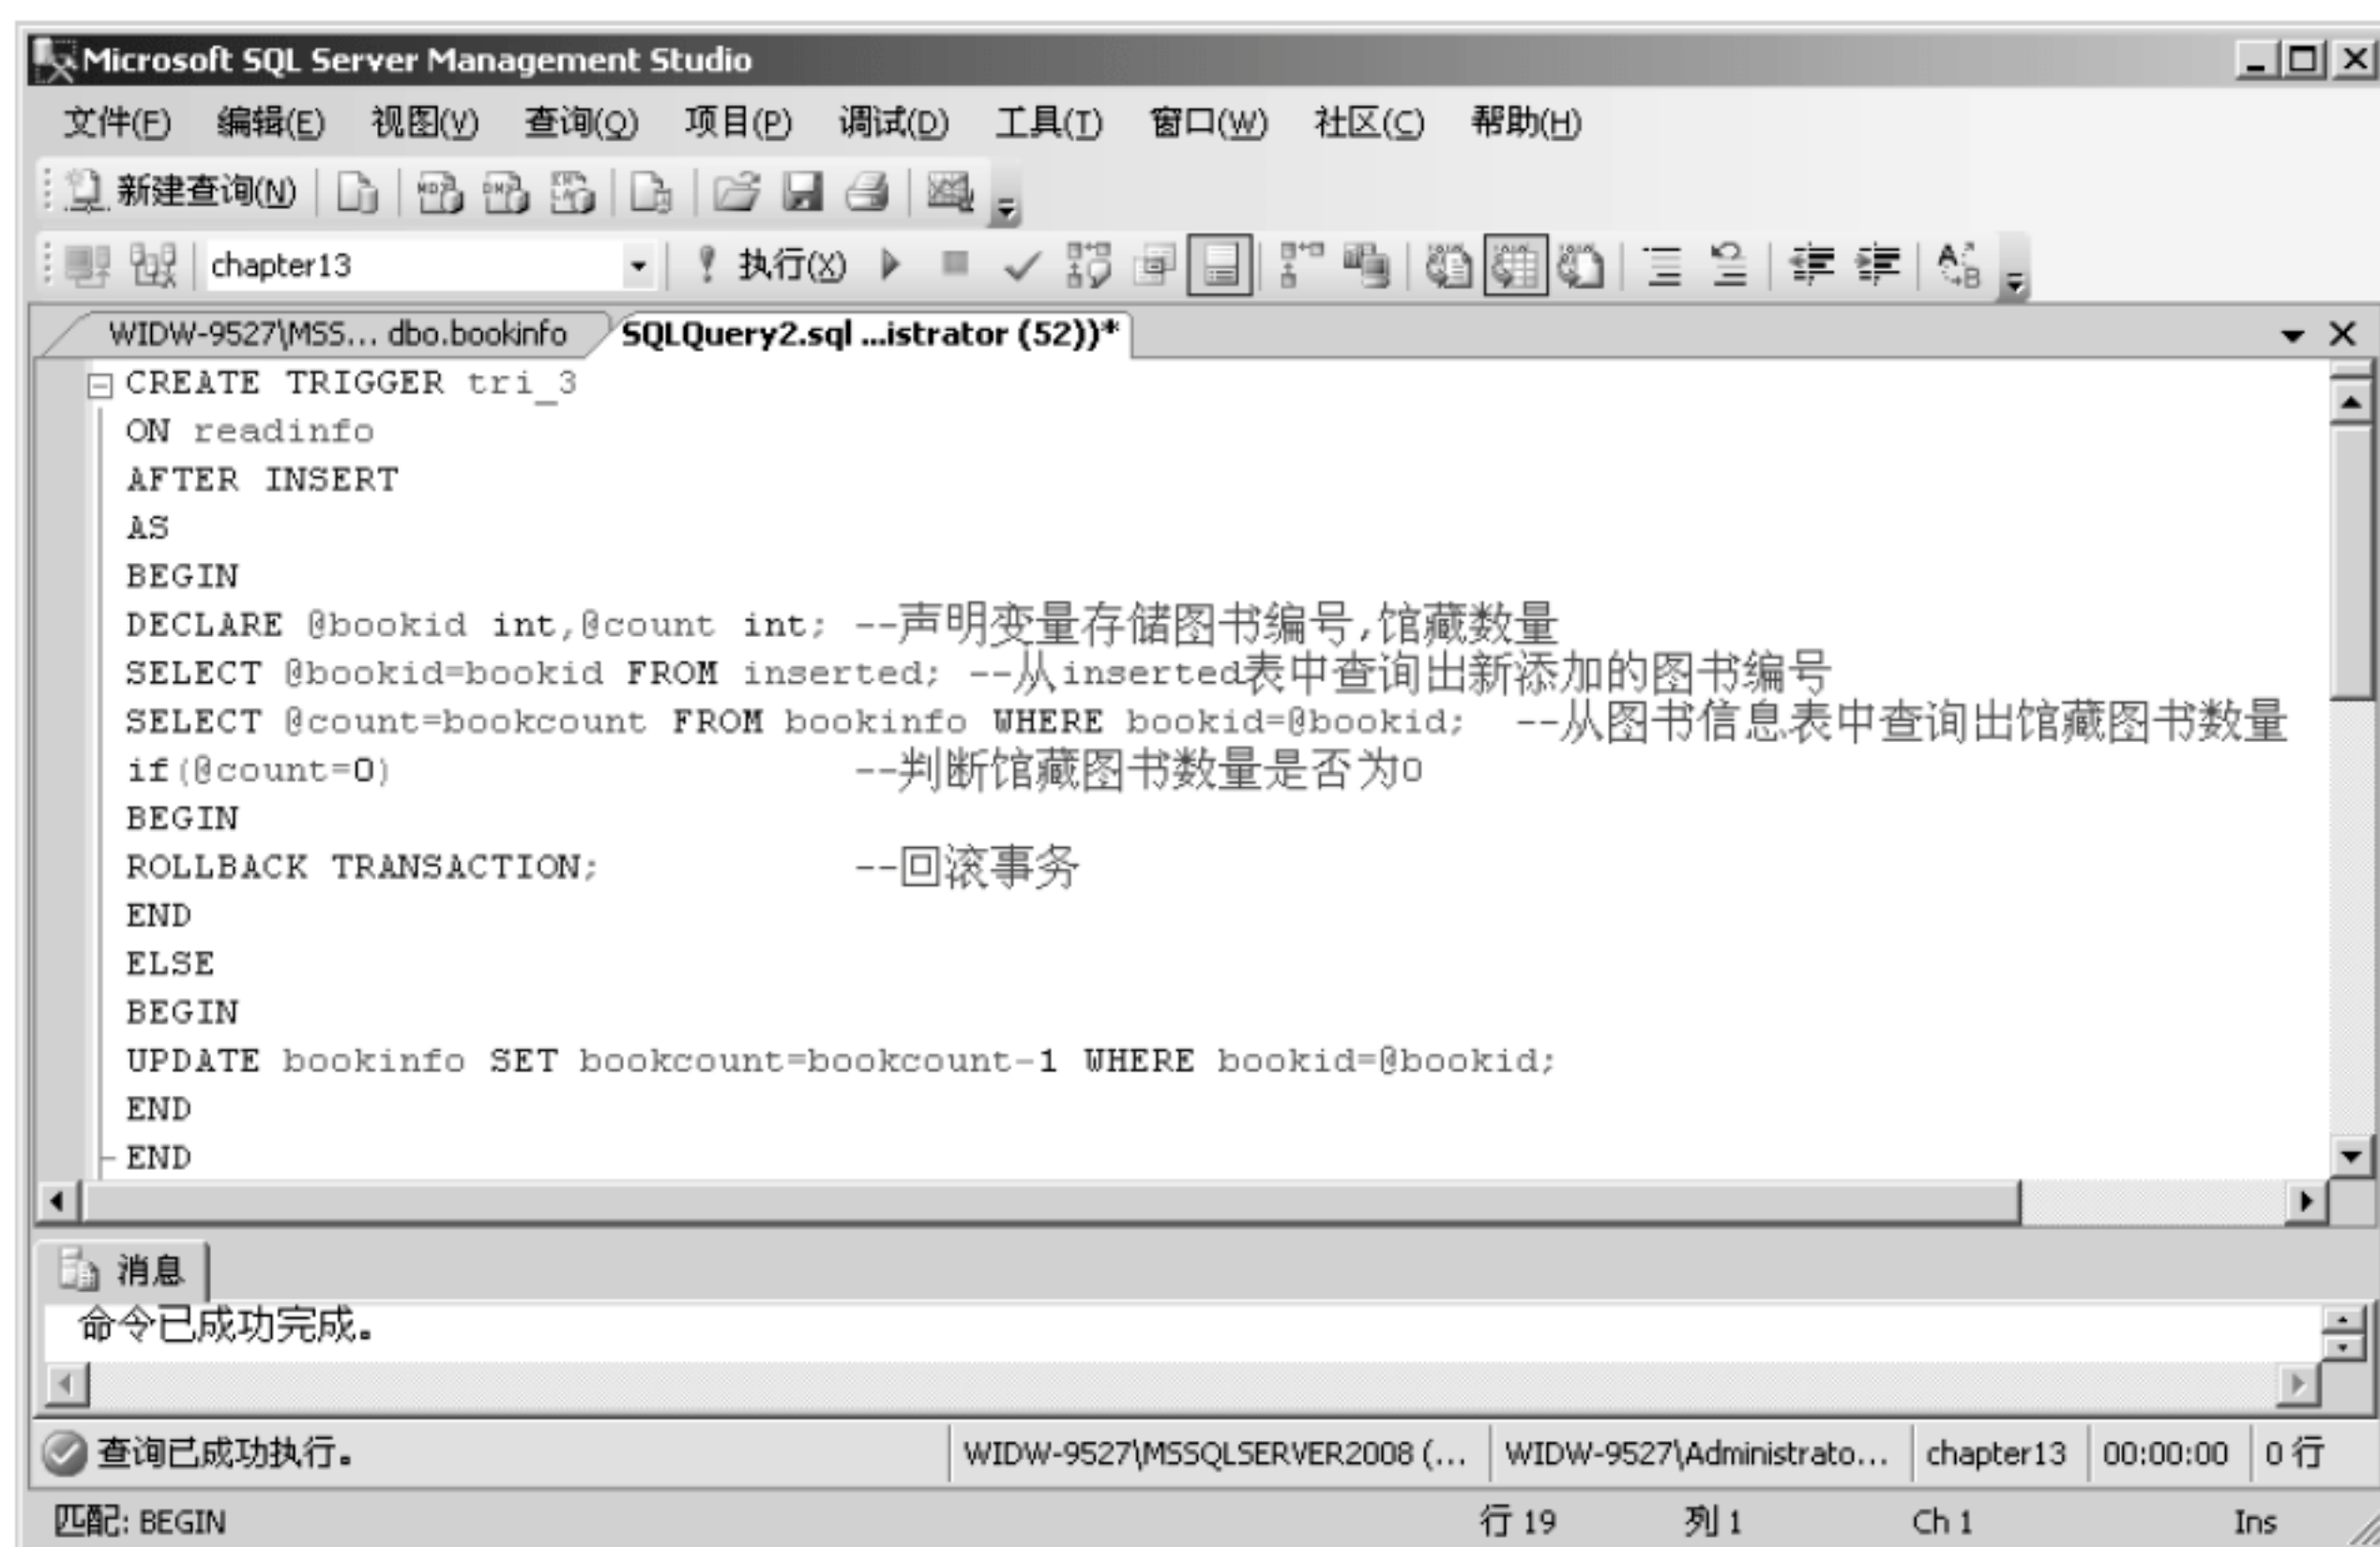 Microsoft SQL Server Management Studio
文件(F) 编辑(E) 视图(V) 查询(Q) 项目(P) 调试(D) 工具(T) 窗口(W) 社区(C) 帮助(H)
新建查询(N)
chapter13 执行(X)
WIDW-9527\MSS... dbo.bookinfo SQLQuery2.sql ...istrator (52))*
CREATE TRIGGER tri_3
ON readinfo
AFTER INSERT
AS
BEGIN
DECLARE @bookid int,@count int; --声明变量存储图书编号,馆藏数量
SELECT @bookid=bookid FROM inserted; --从inserted表中查询出新添加的图书编号
SELECT @count=bookcount FROM bookinfo WHERE bookid=@bookid; --从图书信息表中查询出馆藏图书数量
if(@count=0) --判断馆藏图书数量是否为0
BEGIN
ROLLBACK TRANSACTION; --回滚事务
END
ELSE
BEGIN
UPDATE bookinfo SET bookcount=bookcount-1 WHERE bookid=@bookid;
END
END
消息
命令已成功完成。
查询已成功执行。 WIDW-9527\MSSQLSERVER2008 (... WIDW-9527\Administrato... chapter13 00:00:00 0 行
匹配: BEGIN 行 19 列 1 Ch 1 Ins